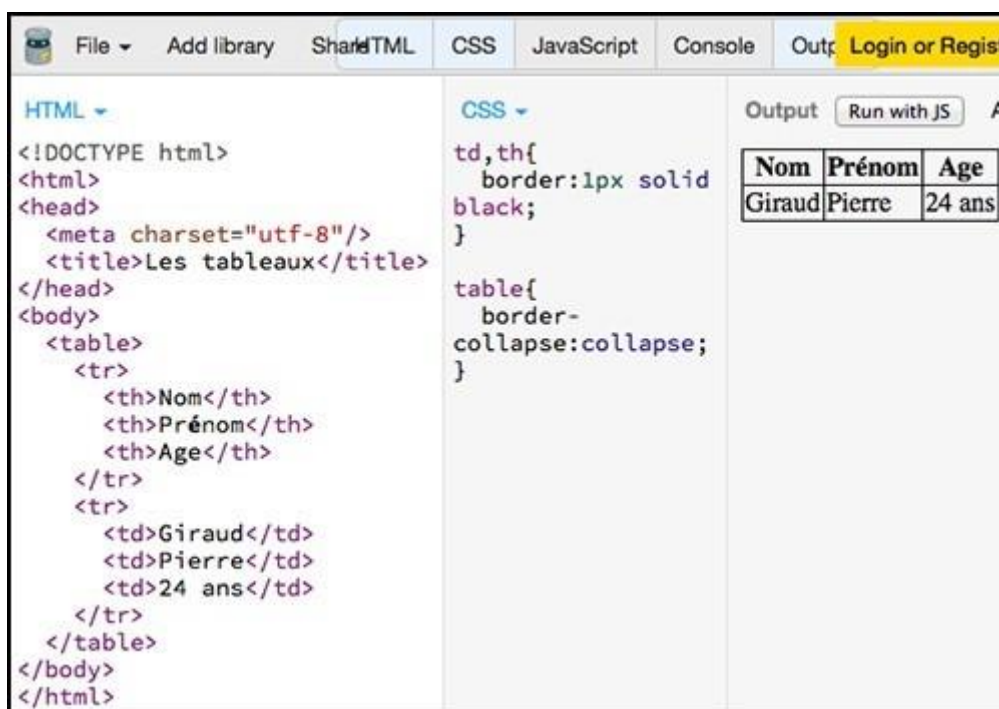 File Add library Share HTML CSS JavaScript Console Login or
HTML
<!DOCTYPE html>
<html>
<head>
<meta charset="utf-8"/>
<title>Les tableaux</title>
</head>
<body>
<table>
<tr>
<th>Nom</th>
<th>Prénom</th>
<th>Age</th>
</tr>
<tr>
<td>Giraud</td>
<td>Pierre</td>
<td>24 ans</td>
</tr>
</table>
</body>
</html>
CSS
td,th{
border:1px solid
black;
}
table{
border-
collapse:collapse;
}
Output Run with JS
Nom Prénom Age
Giraud Pierre 24 ans